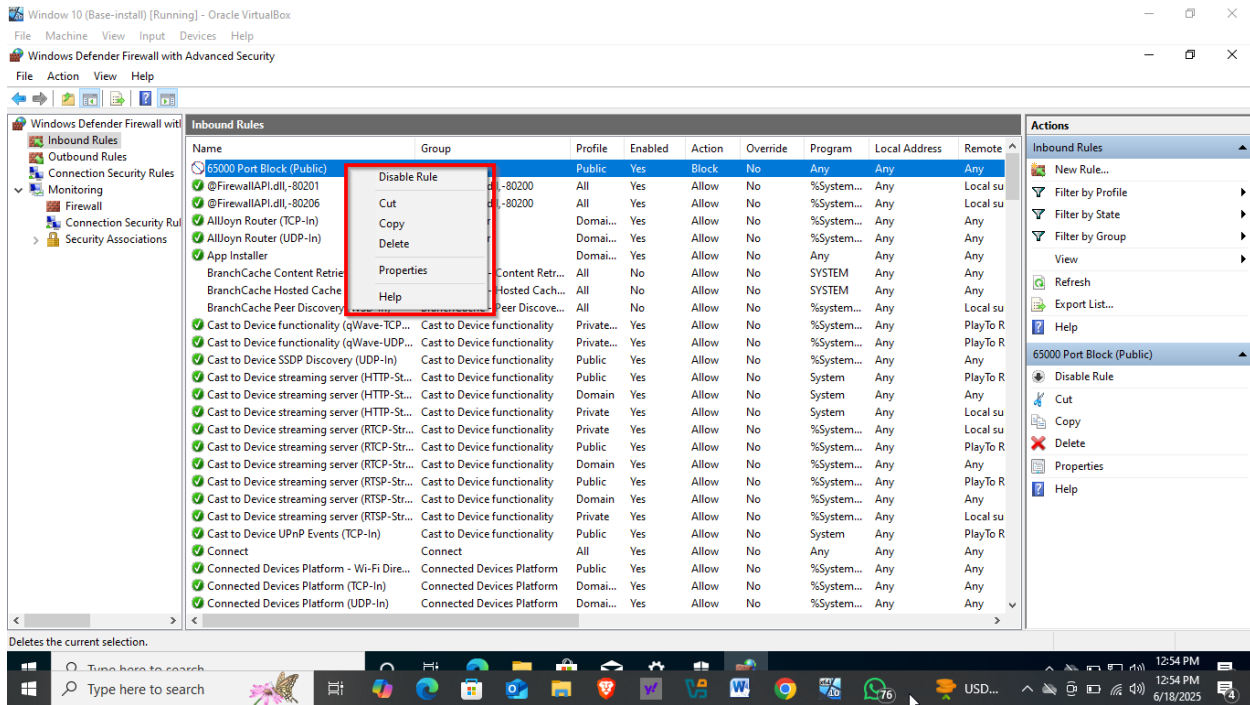 Window 10 (Base-install) [Running] - Oracle VirtualBox
File Machine View Input Devices Help
Windows Defender Firewall with Advanced Security
File Action View Help
Windows Defender Firewall witl
Inbound Rules
Outbound Rules
Connection Security Rules
Monitoring
Firewall
Connection Security Rul
Security Associations
Inbound Rules
Name Group Profile Enabled Action Override Program Local Address Remote
65000 Port Block (Public) Public Yes Block No Any Any Any
@FirewallAPI.dll,-80201 dll,-80200 All Yes Allow No %System... Any Local su
@FirewallAPI.dll,-80206 dll,-80200 All Yes Allow No %System... Any Local su
AllJoyn Router (TCP-In) r Domai... Yes Allow No %System... Any Any
AllJoyn Router (UDP-In) r Domai... Yes Allow No %System... Any Any
App Installer Domai... Yes Allow No Any Any Any
BranchCache Content Retrie - Content Retr... All No Allow No SYSTEM Any Any
BranchCache Hosted Cache - Hosted Cach... All No Allow No SYSTEM Any Any
BranchCache Peer Discovery Peer Discove... All No Allow No %System... Any Local su
Cast to Device functionality (qWave-TCP... Cast to Device functionality Private... Yes Allow No %System... Any PlayTo R
Cast to Device functionality (qWave-UDP... Cast to Device functionality Private... Yes Allow No %System... Any PlayTo R
Cast to Device SSDP Discovery (UDP-In) Cast to Device functionality Public Yes Allow No %System... Any Any
Cast to Device streaming server (HTTP-St... Cast to Device functionality Public Yes Allow No System Any PlayTo R
Cast to Device streaming server (HTTP-St... Cast to Device functionality Domain Yes Allow No System Any Any
Cast to Device streaming server (HTTP-St... Cast to Device functionality Private Yes Allow No System Any Local su
Cast to Device streaming server (RTCP-Str... Cast to Device functionality Private Yes Allow No %System... Any Local su
Cast to Device streaming server (RTCP-Str... Cast to Device functionality Public Yes Allow No %System... Any PlayTo R
Cast to Device streaming server (RTCP-Str... Cast to Device functionality Domain Yes Allow No %System... Any Any
Cast to Device streaming server (RTSP-Str... Cast to Device functionality Public Yes Allow No %System... Any PlayTo R
Cast to Device streaming server (RTSP-Str... Cast to Device functionality Domain Yes Allow No %System... Any Any
Cast to Device streaming server (RTSP-Str... Cast to Device functionality Private Yes Allow No %System... Any Local su
Cast to Device UPnP Events (TCP-In) Cast to Device functionality Public Yes Allow No System Any PlayTo R
Connect Connect All Yes Allow No Any Any Any
Connected Devices Platform - Wi-Fi Dire... Connected Devices Platform Public Yes Allow No %System... Any Any
Connected Devices Platform (TCP-In) Connected Devices Platform Domai... Yes Allow No %System... Any Any
Connected Devices Platform (UDP-In) Connected Devices Platform Domai... Yes Allow No %System... Any Any
Disable Rule
Cut
Copy
Delete
Properties
Help
Actions
Inbound Rules
New Rule...
Filter by Profile
Filter by State
Filter by Group
View
Refresh
Export List...
Help
65000 Port Block (Public)
Disable Rule
Cut
Copy
Delete
Properties
Help
Deletes the current selection.
Type here to search
12:54 PM
Type here to search
76
USD...
12:54 PM
6/18/2025
4